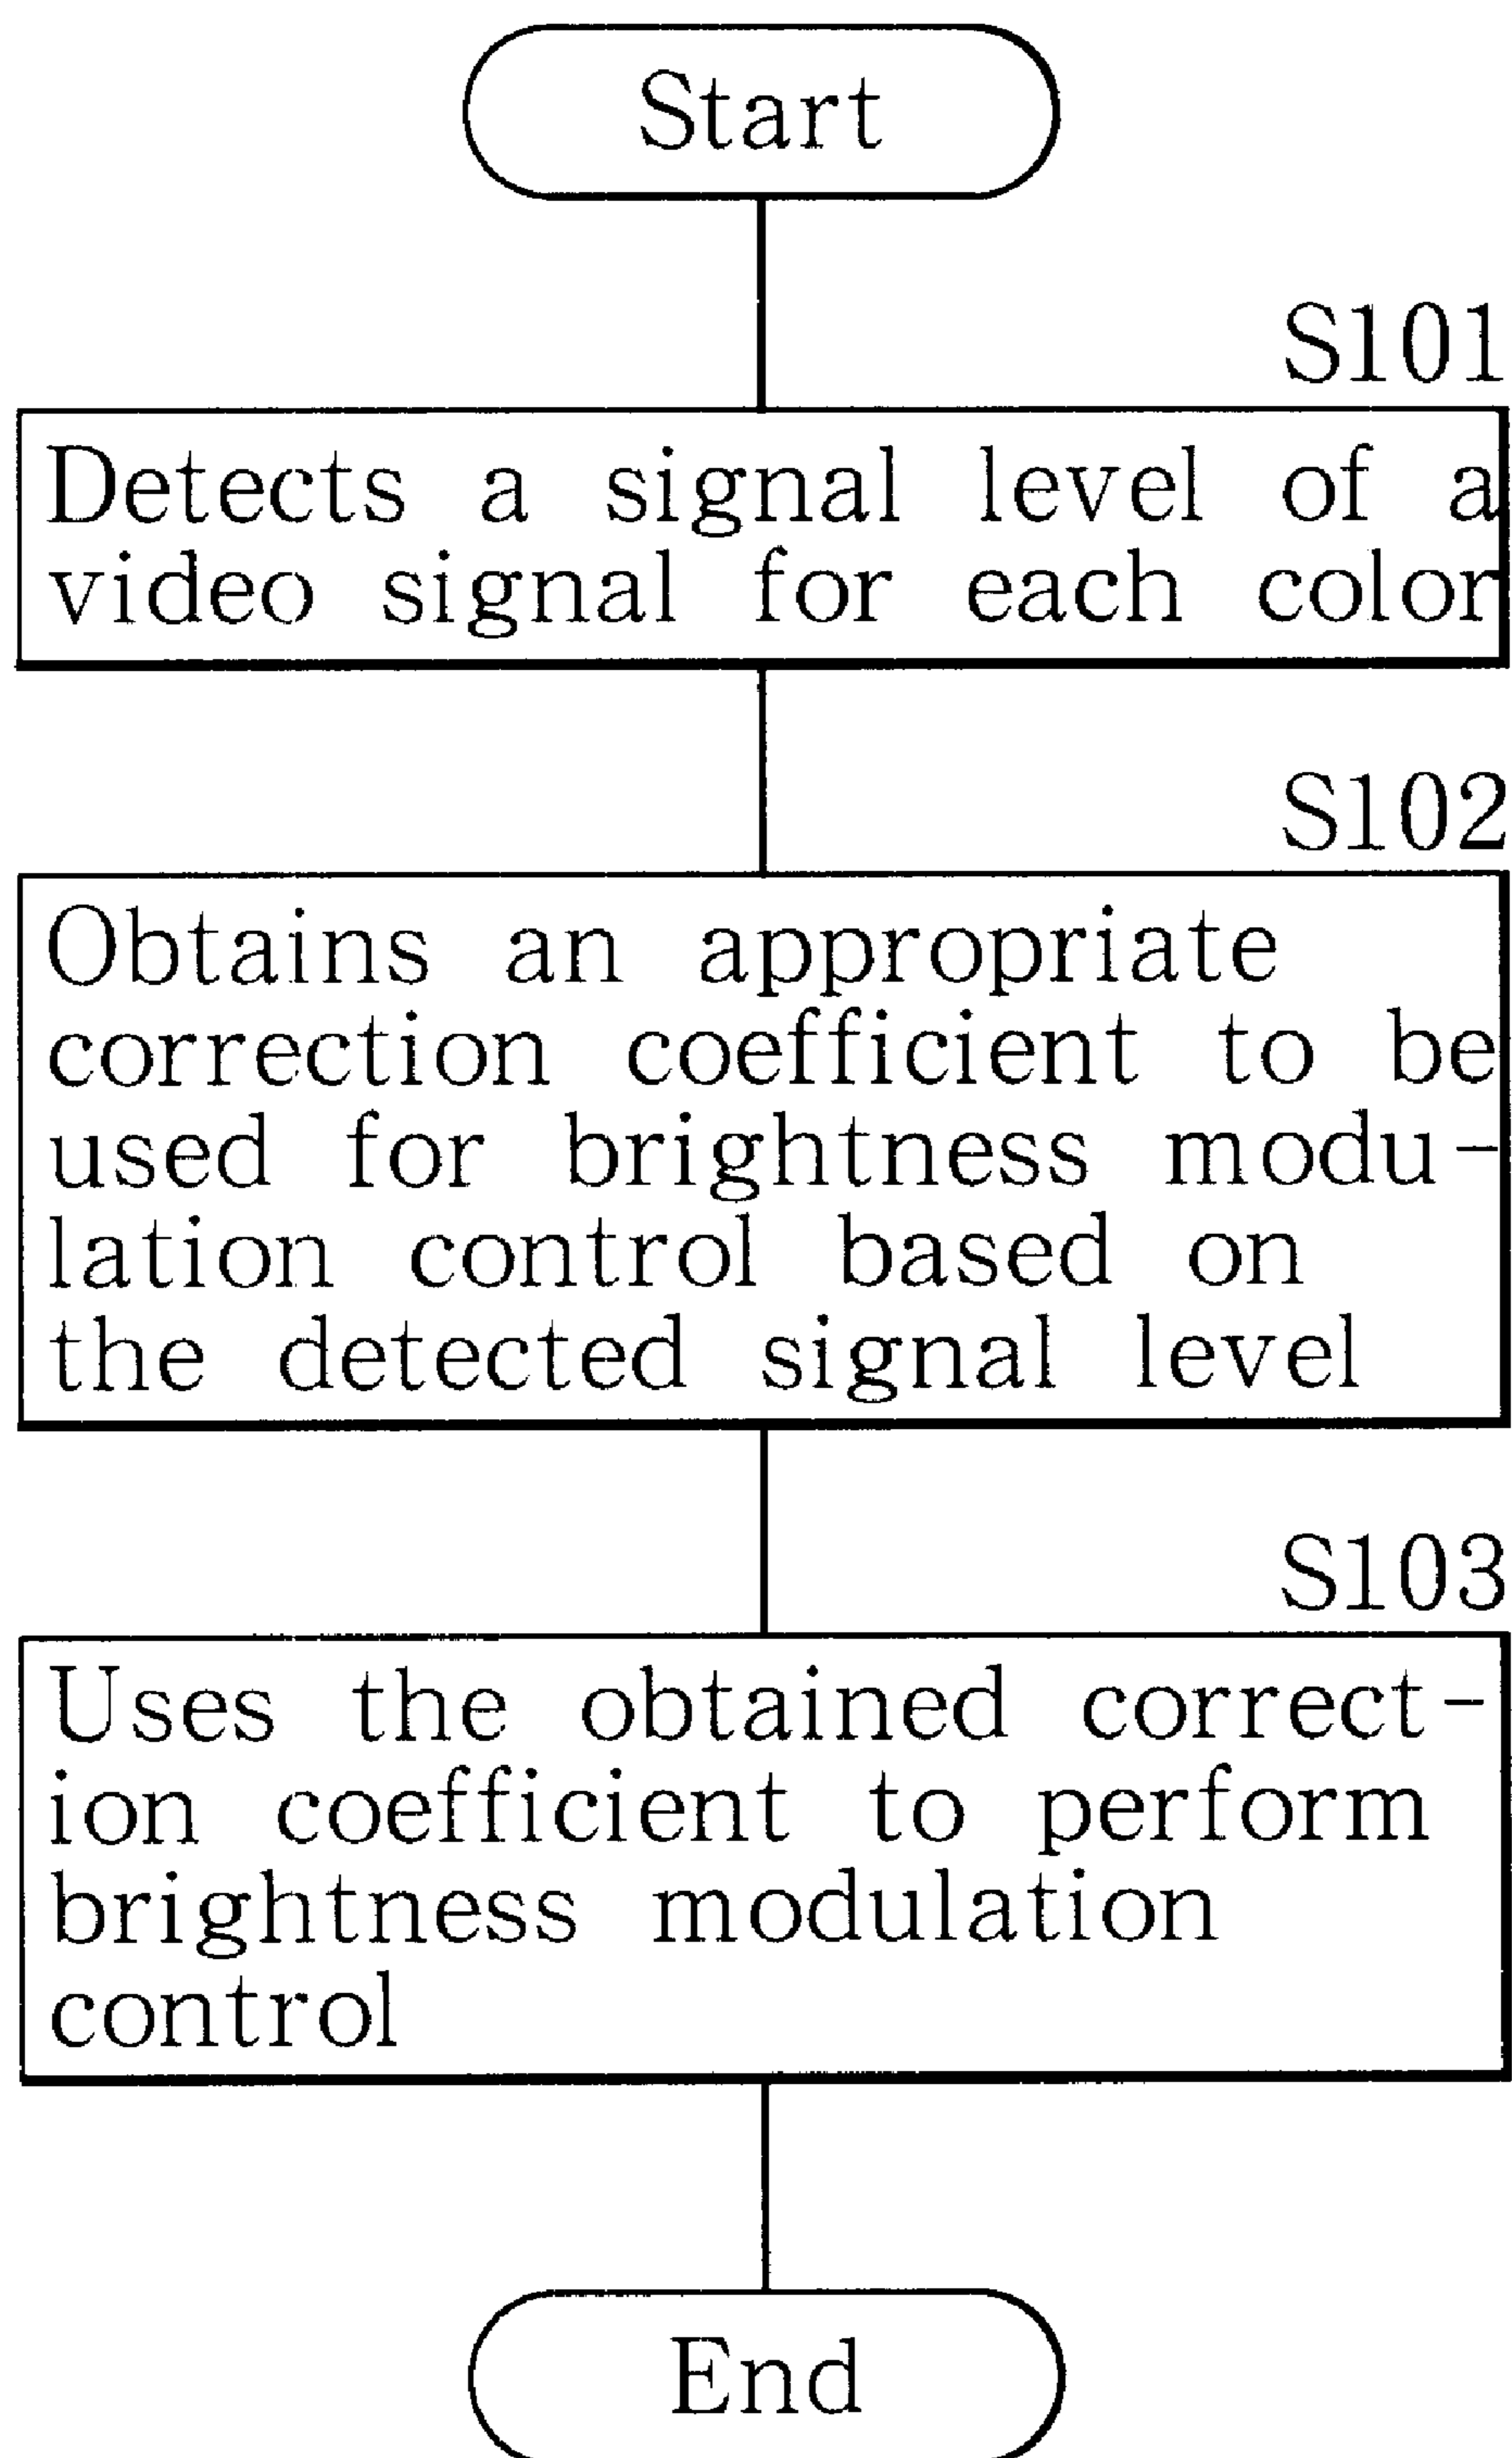 Start
S101
Detects a signal level of a
video signal for each color
S102
Obtains an appropriate
correction coefficient to be
used for brightness modu-
lation control based on
the detected signal level
S103
Uses the obtained correct-
ion coefficient to perform
brightness modulation
control
End